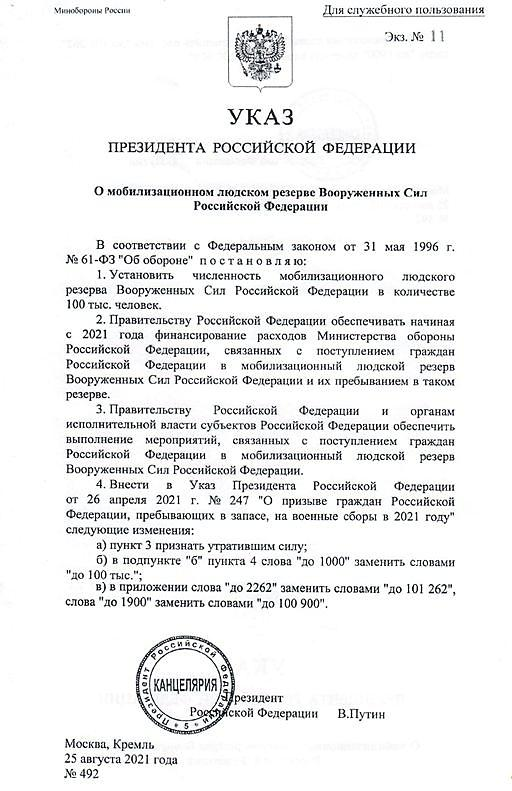 Минобороны России
Для служебного пользования
Экз. № 11
УКАЗ
ПРЕЗИДЕНТА РОССИЙСКОЙ ФЕДЕРАЦИИ
О мобилизационном людском резерве Вооруженных Сил
Российской Федерации
В соответствии с Федеральным законом от 31 мая 1996 г.
№ 61-ФЗ "Об обороне" постановляю:
1. Установить численность мобилизационного людского
резерва Вооруженных Сил Российской Федерации в количестве
100 тыс. человек.
2. Правительству Российской Федерации обеспечивать начиная
с 2021 года финансирование расходов Министерства обороны
Российской Федерации, связанных с поступлением граждан
Российской Федерации в мобилизационный людской резерв
Вооруженных Сил Российской Федерации и их пребыванием в таком
резерве.
3. Правительству Российской Федерации и органам
исполнительной власти субъектов Российской Федерации обеспечить
выполнение мероприятий, связанных с поступлением граждан
Российской Федерации в мобилизационный людской резерв
Вооруженных Сил Российской Федерации.
4. Внести в Указ Президента Российской Федерации
от 26 апреля 2021 г. № 247 "О призыве граждан Российской
Федерации, пребывающих в запасе, на военные сборы в 2021 году"
следующие изменения:
а) пункт 3 признать утратившим силу;
б) в подпункте "б" пункта 4 слова "до 1000" заменить словами
"до 100 тыс.";
в) в приложении слова "до 2262" заменить словами "до 101 262",
слова "до 1900" заменить словами "до 100 900".
Президент Российской Федерации
КАНЦЕЛЯРИЯ
* 5 *
Президент
Российской Федерации В.Путин
Москва, Кремль
25 августа 2021 года
№ 492